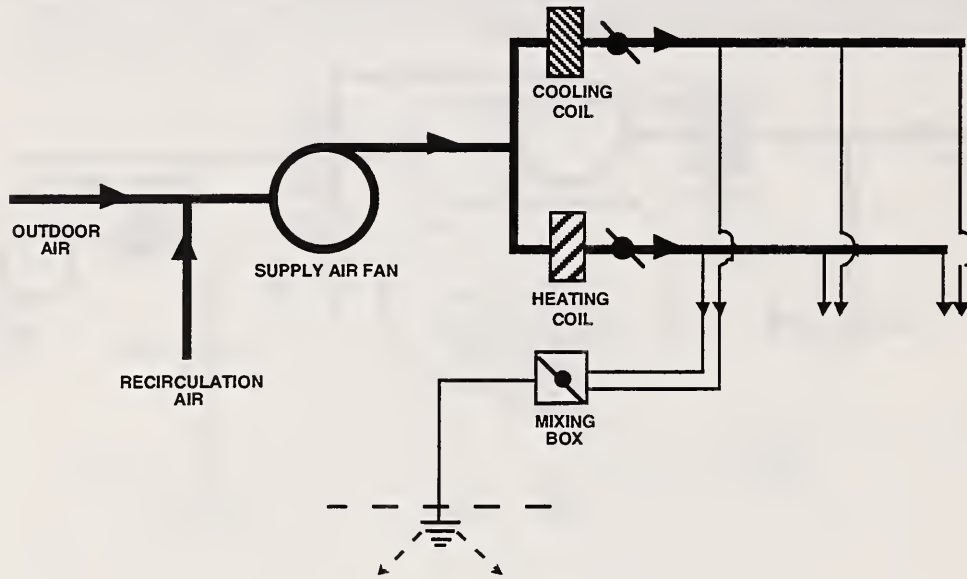 COOLING
COIL
OUTDOOR
AIR
SUPPLY AIR FAN
HEATING
COIL
RECIRCULATION
AIR
MIXING
BOX